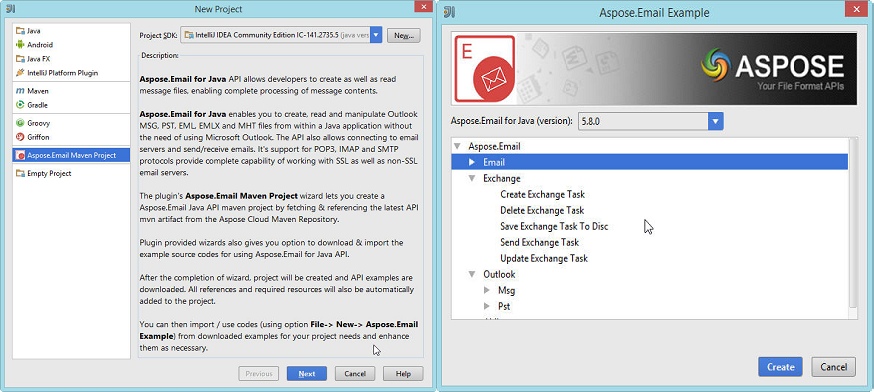 New Project
Java
Android
Java FX
IntelliJ Platform Plugin
Maven
Gradle
Groovy
Griffon
Aspose.Email Maven Project
Empty Project
Project SDK: IntelliJ IDEA Community Edition IC-141.2735.5 (java vers New...
Description:
Aspose.Email for Java API allows developers to create as well as read
message files, enabling complete processing of message contents.
Aspose.Email for Java enables you to create, read and manipulate Outlook
MSG, PST, EML, EMLX and MHT files from within a Java application without
the need of using Microsoft Outlook. The API also allows connecting to email
servers and send/receive emails. It's support for POP3, IMAP and SMTP
protocols provide complete capability of working with SSL as well as non-SSL
email servers.
The plugin's Aspose.Email Maven Project wizard lets you create a
Aspose.Email Java API maven project by fetching & referencing the latest API
mvn artifact from the Aspose Cloud Maven Repository.
Plugin provided wizards also gives you option to download & import the
example source codes for using Aspose.Email for Java API.
After the completion of wizard, project will be created and API examples are
downloaded. All references and required resources will also be automatically
added to the project.
You can then import / use codes (using option File-> New-> Aspose.Email
Example) from downloaded examples for your project needs and enhance
them as necessary.
Previous Next Cancel Help
Aspose.Email Example
E
ASPOSE
Your File Format APIs
Aspose.Email for Java (version): 5.8.0
Aspose.Email
Email
Exchange
Create Exchange Task
Delete Exchange Task
Save Exchange Task To Disc
Send Exchange Task
Update Exchange Task
Outlook
Msg
Pst
Create Cancel